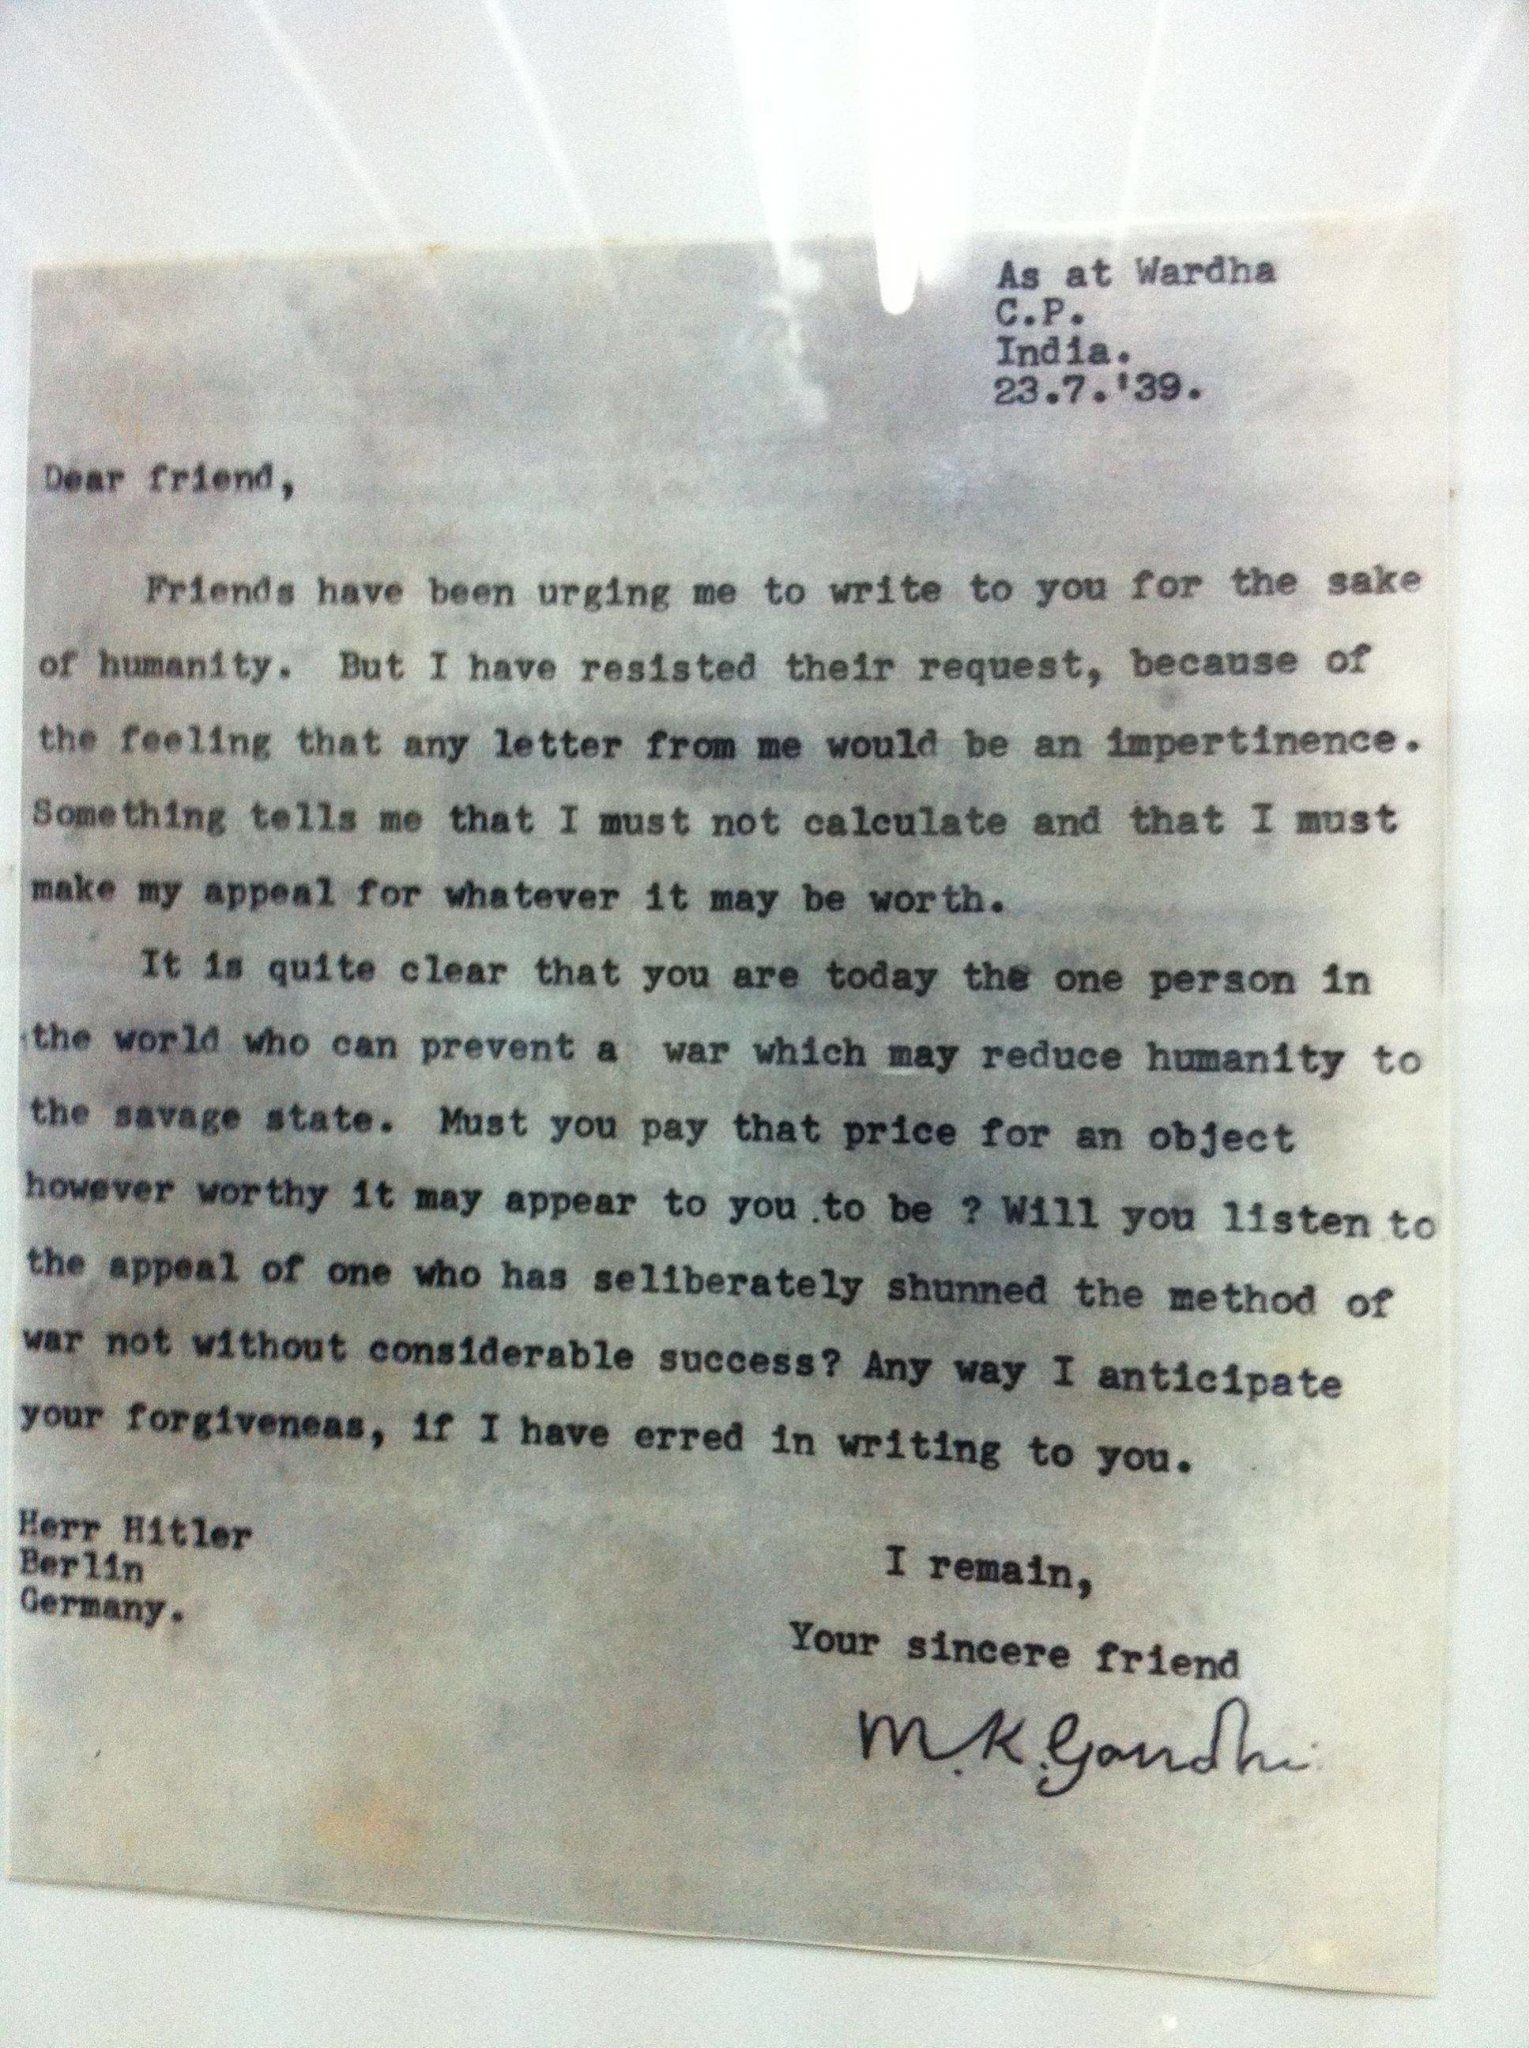 As at Wardha
C.P.
India.
23.7.'39.
Dear friend,
Friends have been urging me to write to you for the sake
of humanity. But I have resisted their request, because of
the feeling that any letter from me would be an impertinence.
Something tells me that I must not calculate and that I must
make my appeal for whatever it may be worth.
It is quite clear that you are today the one person in
the world who can prevent a war which may reduce humanity to
the savage state. Must you pay that price for an object
however worthy it may appear to you to be ? Will you listen to
the appeal of one who has seliberately shunned the method of
war not without considerable success? Any way I anticipate
your forgiveneas, if I have erred in writing to you.
Herr Hitler
Berlin
Germany.
I remain,
Your sincere friend
M.K.Gandhi